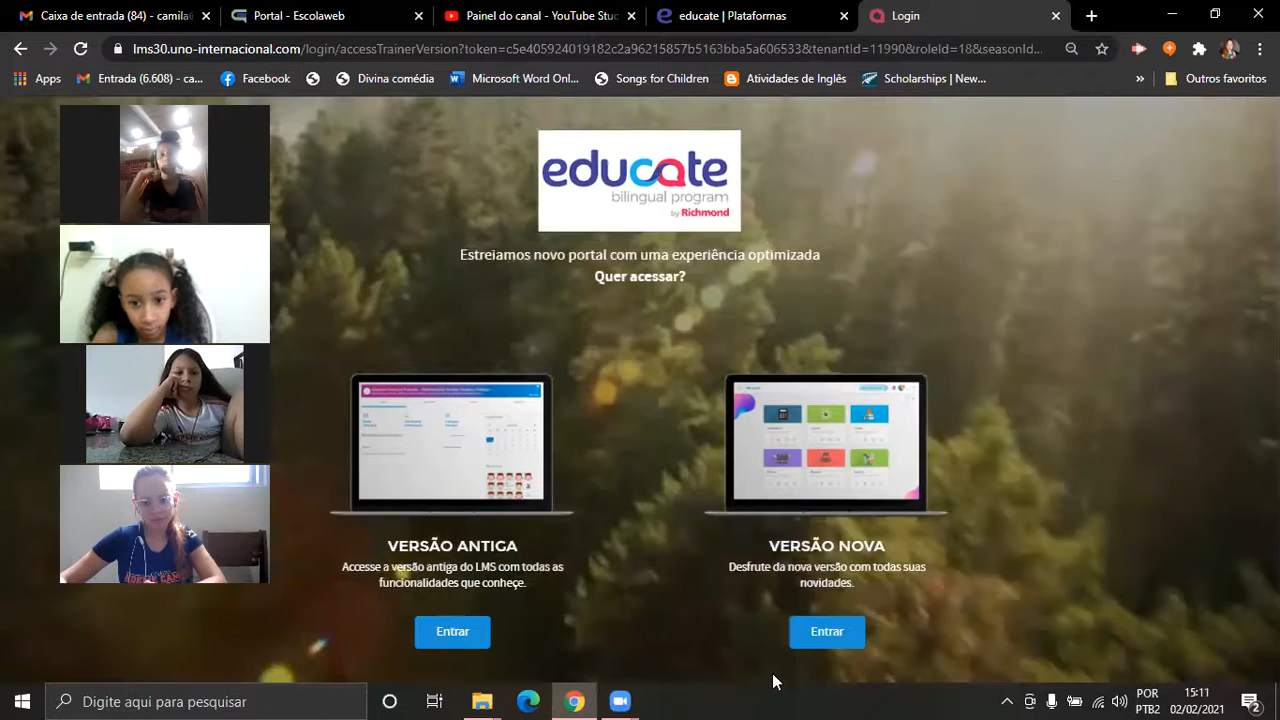 Caixa de entrada (84) - camila@
Portal - Escolaweb
Painel do canal - YouTube Stu
educate | Plataformas
Login
lms30.uno-internacional.com/login/accessTrainerVersion?token=c5e405924019182c2a96215857b5163bba5a606533&tenantId=11990&roleId=18&seasonId...
Apps
Entrada (6.608) - ca...
Facebook
Divina comédia
Microsoft Word Onl...
Songs for Children
Atividades de Inglês
Scholarships | New...
»
Outros favoritos
educate
bilingual program
by Richmond
Estreiamos novo portal com uma experiência optimizada
Quer acessar?
VERSÃO ANTIGA
Accesse a versão antiga do LMS com todas as
funcionalidades que conheçe.
Entrar
VERSÃO NOVA
Desfrute da nova versão com todas suas
novidades.
Entrar
Digite aqui para pesquisar
POR
PTB2
15:11
02/02/2021
2